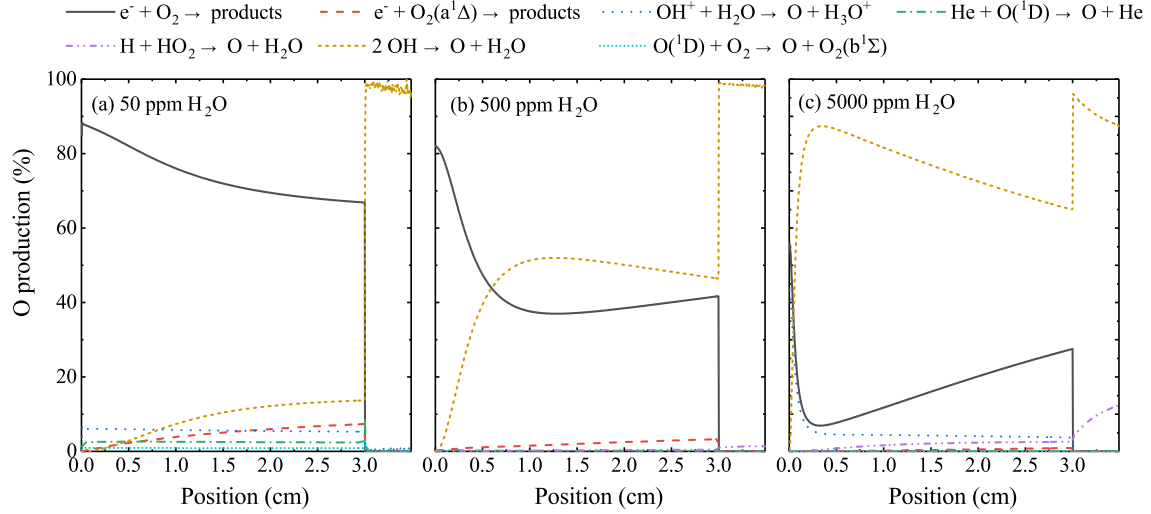 e⁻ + O₂ → products e⁻ + O₂(a¹Δ) → products OH⁺ + H₂O → O + H₃O⁺ He + O(¹D) → O + He
H + HO₂ → O + H₂O 2 OH → O + H₂O O(¹D) + O₂ → O + O₂(b¹Σ)
(a) 50 ppm H₂O (b) 500 ppm H₂O (c) 5000 ppm H₂O
O production (%)
100
80
60
40
20
0
0.0 0.5 1.0 1.5 2.0 2.5 3.0 0.0 0.5 1.0 1.5 2.0 2.5 3.0 0.0 0.5 1.0 1.5 2.0 2.5 3.0
Position (cm) Position (cm) Position (cm)